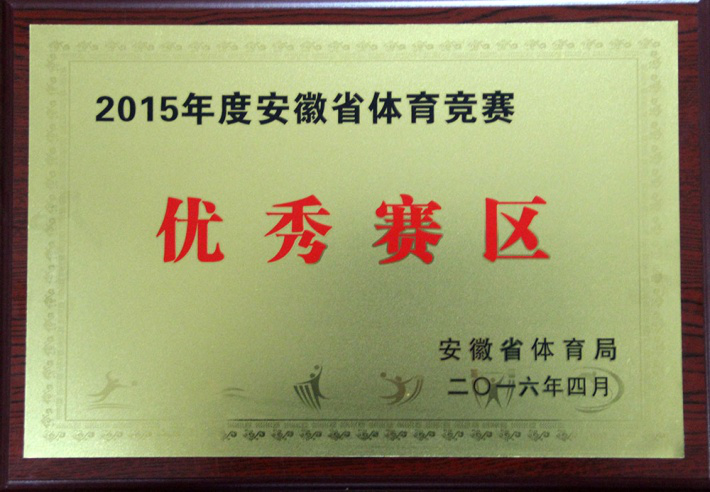 2015年度安徽省体育竞赛
优秀赛区
安徽省体育局
二〇一六年四月